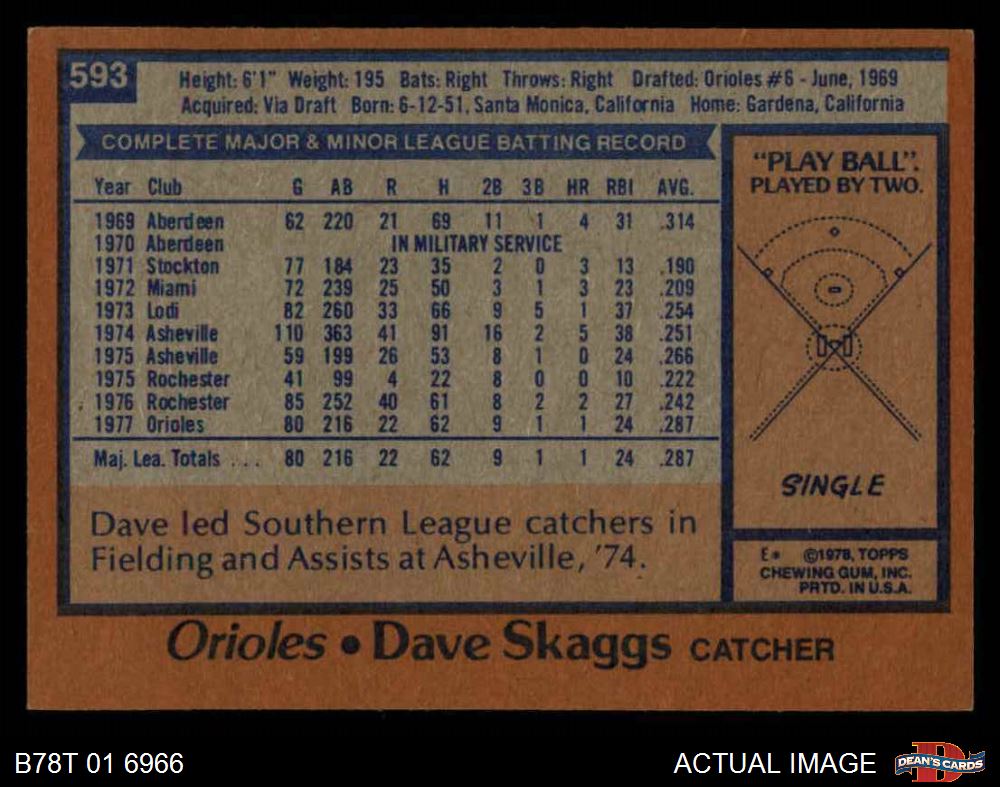 593
Height: 6'1" Weight: 195 Bats: Right Throws: Right Drafted: Orioles #6 - June, 1969
Acquired: Via Draft Born: 6-12-51, Santa Monica, California Home: Gardena, California
COMPLETE MAJOR & MINOR LEAGUE BATTING RECORD
Year Club G AB R H 2B 3B HR RBI AVG.
1969 Aberdeen 62 220 21 69 11 1 4 31 .314
1970 Aberdeen IN MILITARY SERVICE
1971 Stockton 77 184 23 35 2 0 3 13 .190
1972 Miami 72 239 25 50 3 1 3 23 .209
1973 Lodi 82 260 33 66 9 5 1 37 .254
1974 Asheville 110 363 41 91 16 2 5 38 .251
1975 Asheville 59 199 26 53 8 1 0 24 .266
1975 Rochester 41 99 4 22 8 0 0 10 .222
1976 Rochester 85 252 40 61 8 2 2 27 .242
1977 Orioles 80 216 22 62 9 1 1 24 .287
Maj. Lea. Totals . . . 80 216 22 62 9 1 1 24 .287
Dave led Southern League catchers in
Fielding and Assists at Asheville, '74.
"PLAY BALL".
PLAYED BY TWO.
SINGLE
E* ©1978, TOPPS
CHEWING GUM, INC.
PRTD. IN U.S.A.
Orioles • Dave Skaggs CATCHER
B78T 01 6966
ACTUAL IMAGE
DEAN'S CARDS